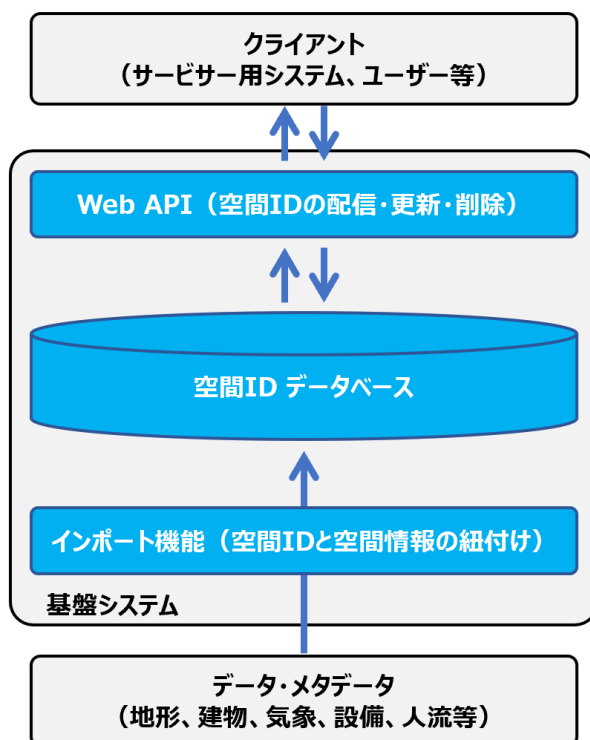 クライアント
（サービサー用システム、ユーザー等）
Web API（空間IDの配信・更新・削除）
空間ID データベース
インポート機能（空間IDと空間情報の紐付け）
基盤システム
データ・メタデータ
（地形、建物、気象、設備、人流等）